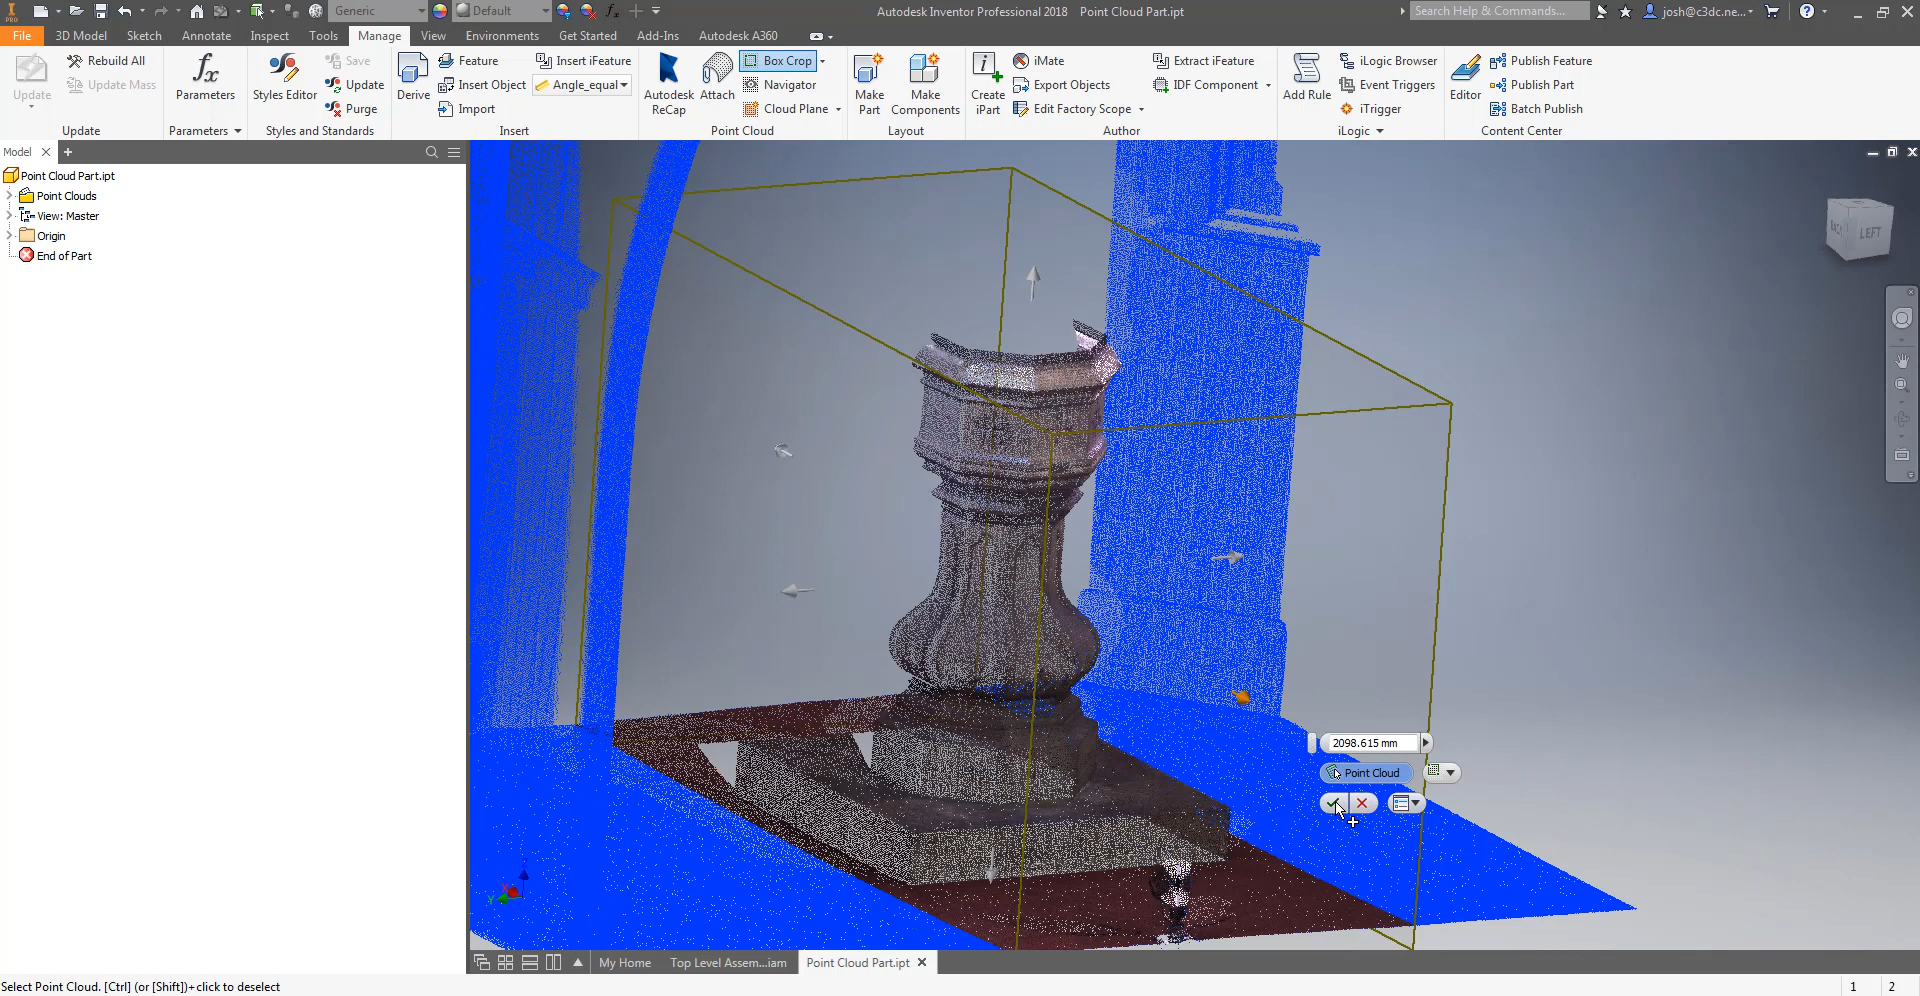 Generic
Default
Autodesk Inventor Professional 2018 Point Cloud Part.ipt
Search Help & Commands...
josh@c3dc.ne...
PRO
File 3D Model Sketch Annotate Inspect Tools Manage View Environments Get Started Add-Ins Autodesk A360
Update
Rebuild All
Update Mass
Update
fx
Parameters
Parameters
Styles Editor
Save
Update
Purge
Styles and Standards
Derive
Feature
Insert Object
Import
Insert iFeature
Angle_equal
Insert
Autodesk
ReCap
Attach
Box Crop
Navigator
Cloud Plane
Point Cloud
Make
Part
Make
Components
Layout
Create
iPart
iMate
Export Objects
Edit Factory Scope
Extract iFeature
IDF Component
Author
Add Rule
iLogic Browser
Event Triggers
iTrigger
iLogic
Editor
Publish Feature
Publish Part
Batch Publish
Content Center
Model
Point Cloud Part.ipt
Point Clouds
View: Master
Origin
End of Part
LEFT
2098.615 mm
Point Cloud
My Home Top Level Assem...iam Point Cloud Part.ipt
Select Point Cloud. [Ctrl] (or [Shift])+click to deselect
1 2